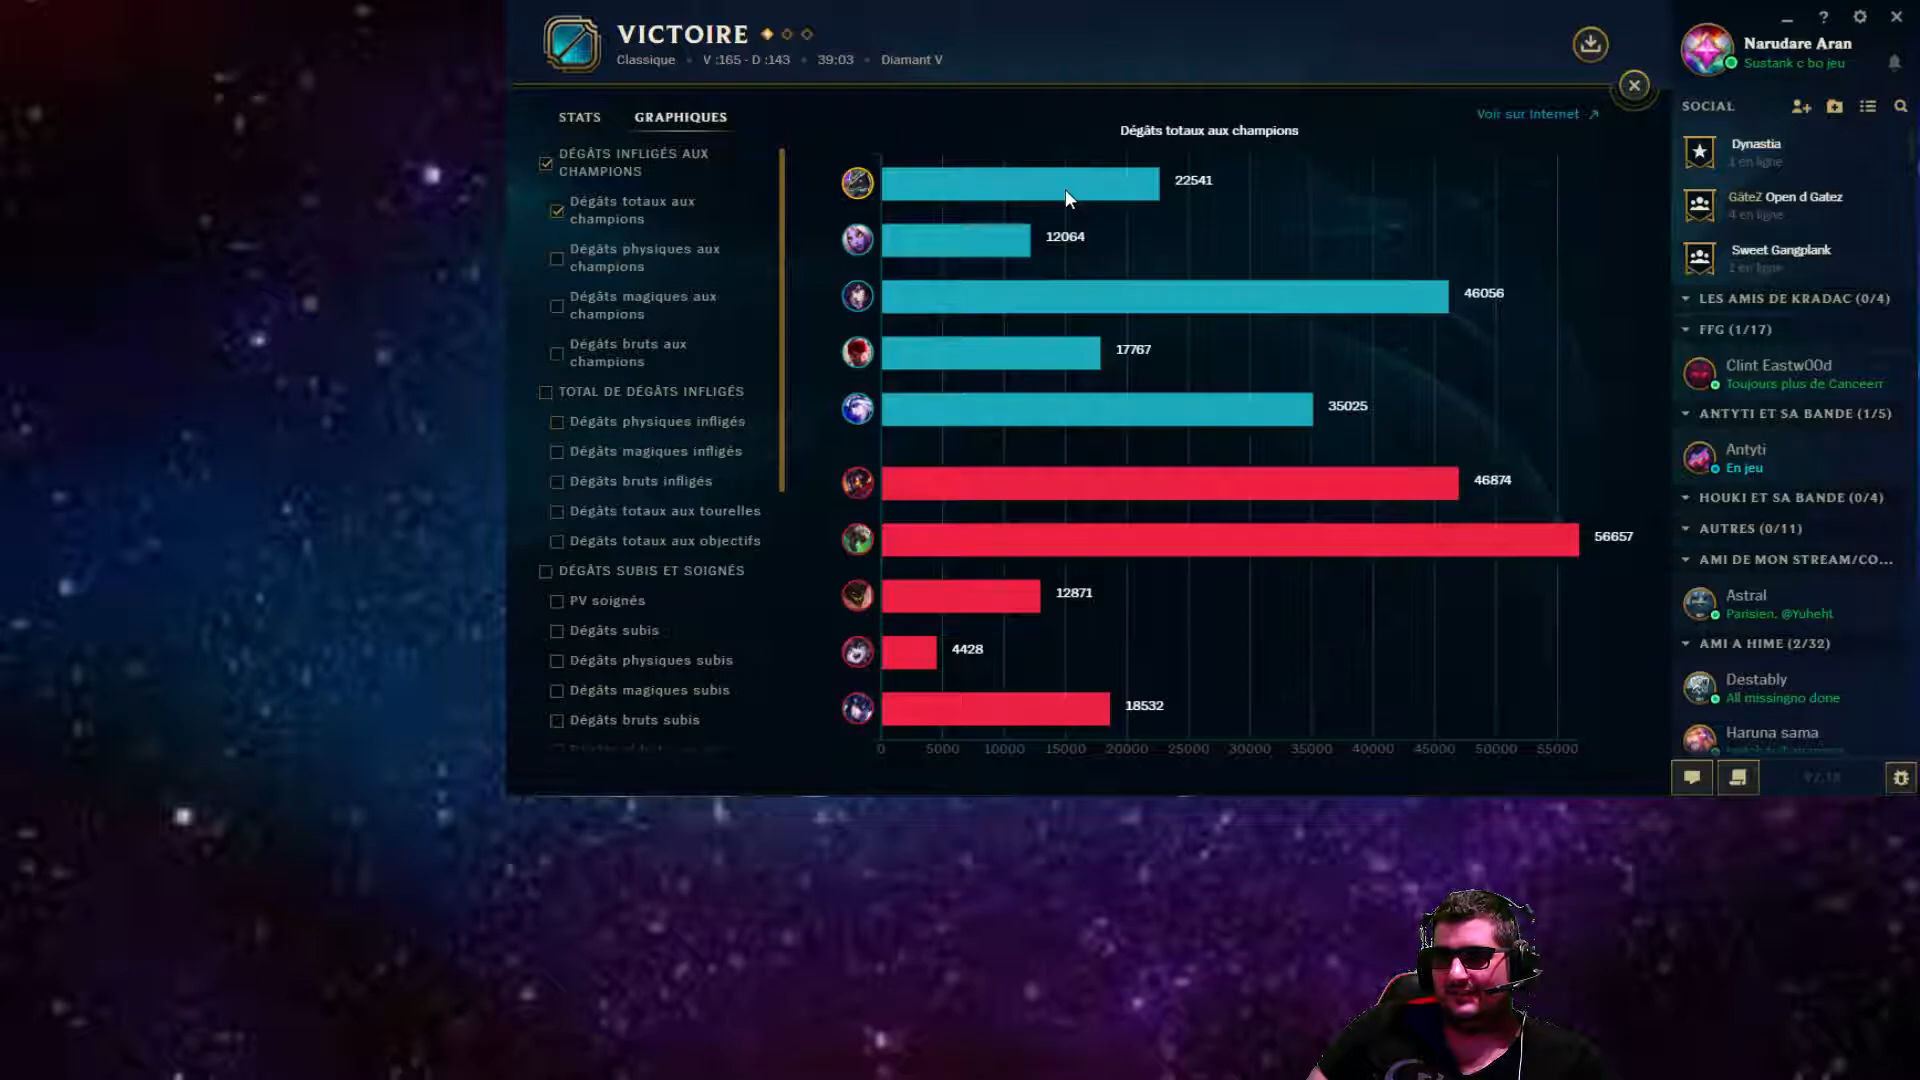 VICTOIRE
Classique • V :165 - D :143 • 39:03 • Diamant V
STATS
GRAPHIQUES
Voir sur Internet
DÉGÂTS INFLIGÉS AUX
CHAMPIONS
Dégâts totaux aux
champions
Dégâts physiques aux
champions
Dégâts magiques aux
champions
Dégâts bruts aux
champions
TOTAL DE DÉGÂTS INFLIGÉS
Dégâts physiques infligés
Dégâts magiques infligés
Dégâts bruts infligés
Dégâts totaux aux tourelles
Dégâts totaux aux objectifs
DÉGÂTS SUBIS ET SOIGNÉS
PV soignés
Dégâts subis
Dégâts physiques subis
Dégâts magiques subis
Dégâts bruts subis
Dégâts totaux aux champions
22541
12064
46056
17767
35025
46874
56657
12871
4428
18532
0 5000 10000 15000 20000 25000 30000 35000 40000 45000 50000 55000
?
Narudare Aran
Sustank c bo jeu
SOCIAL
Dynastia
1 en ligne
GâteZ Open d Gatez
4 en ligne
Sweet Gangplank
en ligne
LES AMIS DE KRADAC (0/4)
FFG (1/17)
Clint Eastw00d
Toujours plus de Canceerr
ANTYTI ET SA BANDE (1/5)
Antyti
En jeu
HOUKI ET SA BANDE (0/4)
AUTRES (0/11)
AMI DE MON STREAM/CO...
Astral
Parisien. @Yuheht
AMI A HIME (2/32)
Destably
All missingno done
Haruna sama